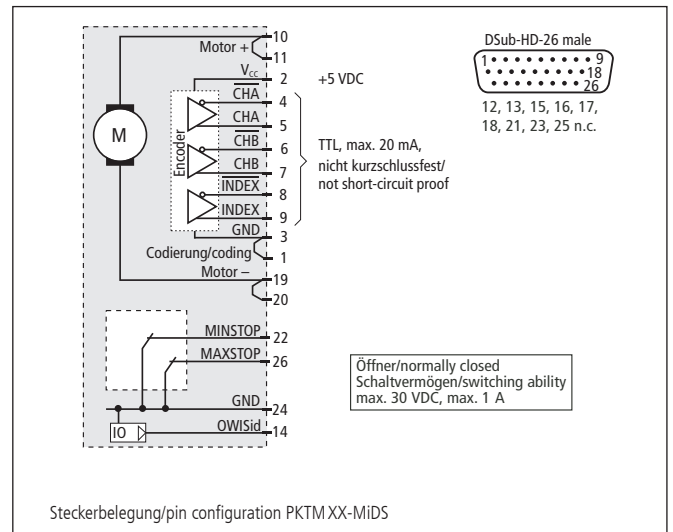 Motor + 10
11
V_CC 2 +5 VDC
C̅H̅A̅ 4
CHA 5
C̅H̅B̅ 6
CHB 7
I̅N̅D̅E̅X̅ 8
INDEX 9
GND 3
Codierung/coding 1
Motor – 19
20
M
Encoder
TTL, max. 20 mA,
nicht kurzschlussfest/
not short-circuit proof
DSub-HD-26 male
1 9
18
26
12, 13, 15, 16, 17,
18, 21, 23, 25 n.c.
MINSTOP 22
MAXSTOP 26
GND 24
IO OWISid 14
Öffner/normally closed
Schaltvermögen/switching ability
max. 30 VDC, max. 1 A
Steckerbelegung/pin configuration PKTM XX-MiDS